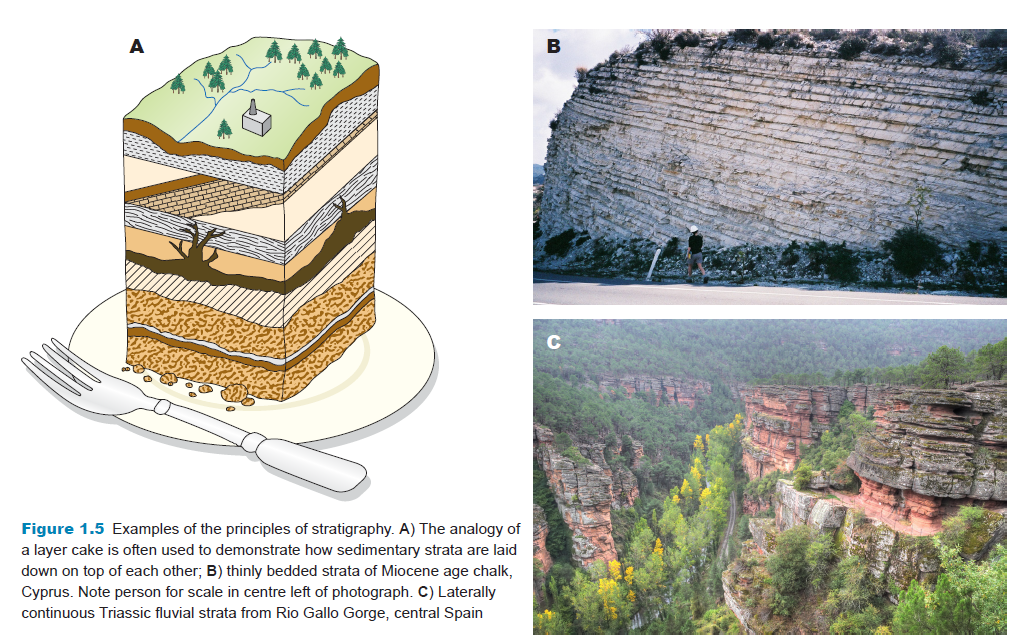 A
B
C
Figure 1.5 Examples of the principles of stratigraphy. A) The analogy of
a layer cake is often used to demonstrate how sedimentary strata are laid
down on top of each other; B) thinly bedded strata of Miocene age chalk,
Cyprus. Note person for scale in centre left of photograph. C) Laterally
continuous Triassic fluvial strata from Rio Gallo Gorge, central Spain